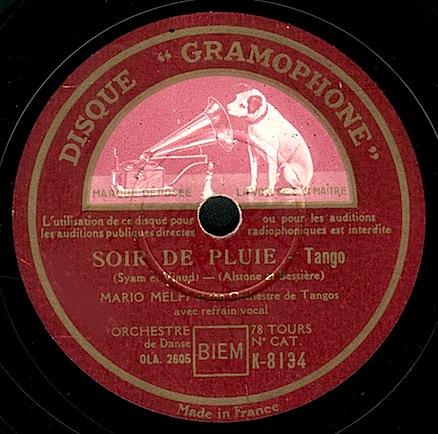 DISQUE "GRAMOPHONE"
MARQUE DÉPOSÉE LA VOIX DE SON MAITRE
L'utilisation de ce disque pour ou pour les auditions
les auditions publiques directes radiophoniques est interdite
SOIR DE PLUIE - Tango
(Syam et Viaud) — (Alstone et Bessière)
MARIO MELFI et son Orchestre de Tangos
avec refrain vocal
ORCHESTRE
de Danse
OLA. 2605
BIEM
78 TOURS
N° CAT.
K-8134
Made in France